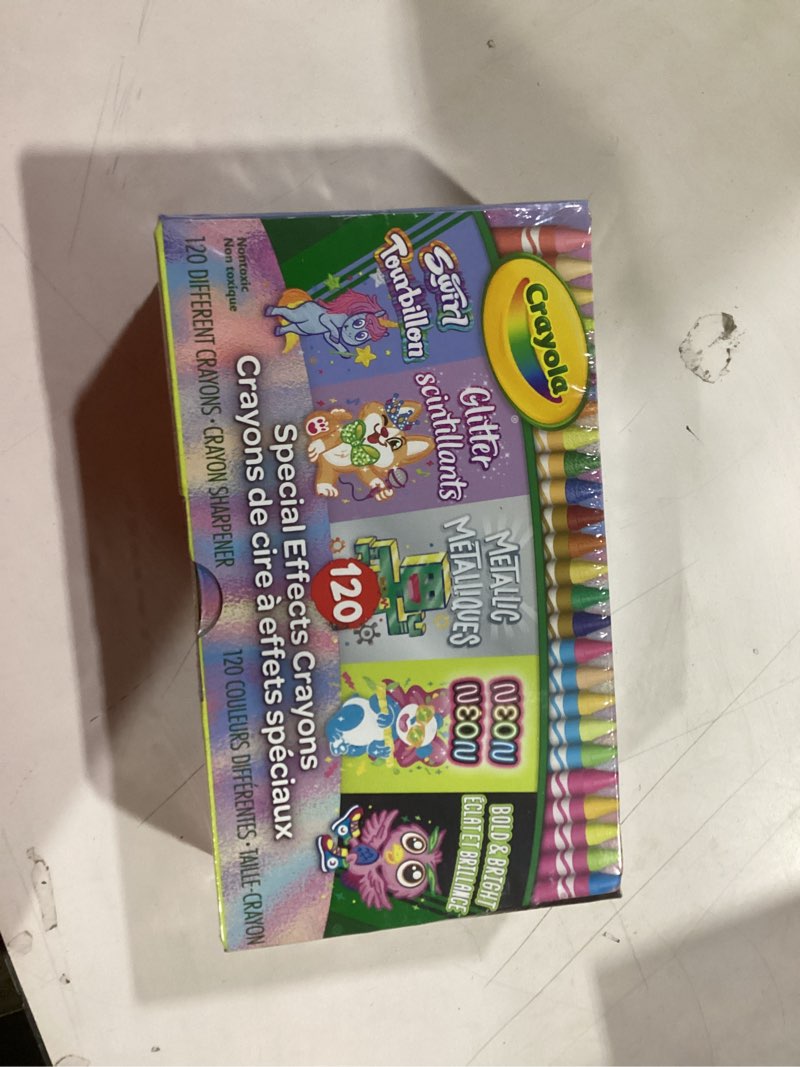 Crayola
Swirl
Tourbillon
Glitter
scintillants
METALLIC
MÉTALLIQUES
NEON
NÉON
BOLD & BRIGHT
ÉCLAT ET BRILLANCE
120
Special Effects Crayons
Crayons de cire à effets spéciaux
Nontoxic
Non toxique
120 DIFFERENT CRAYONS • CRAYON SHARPENER
120 COULEURS DIFFÉRENTES • TAILLE-CRAYON